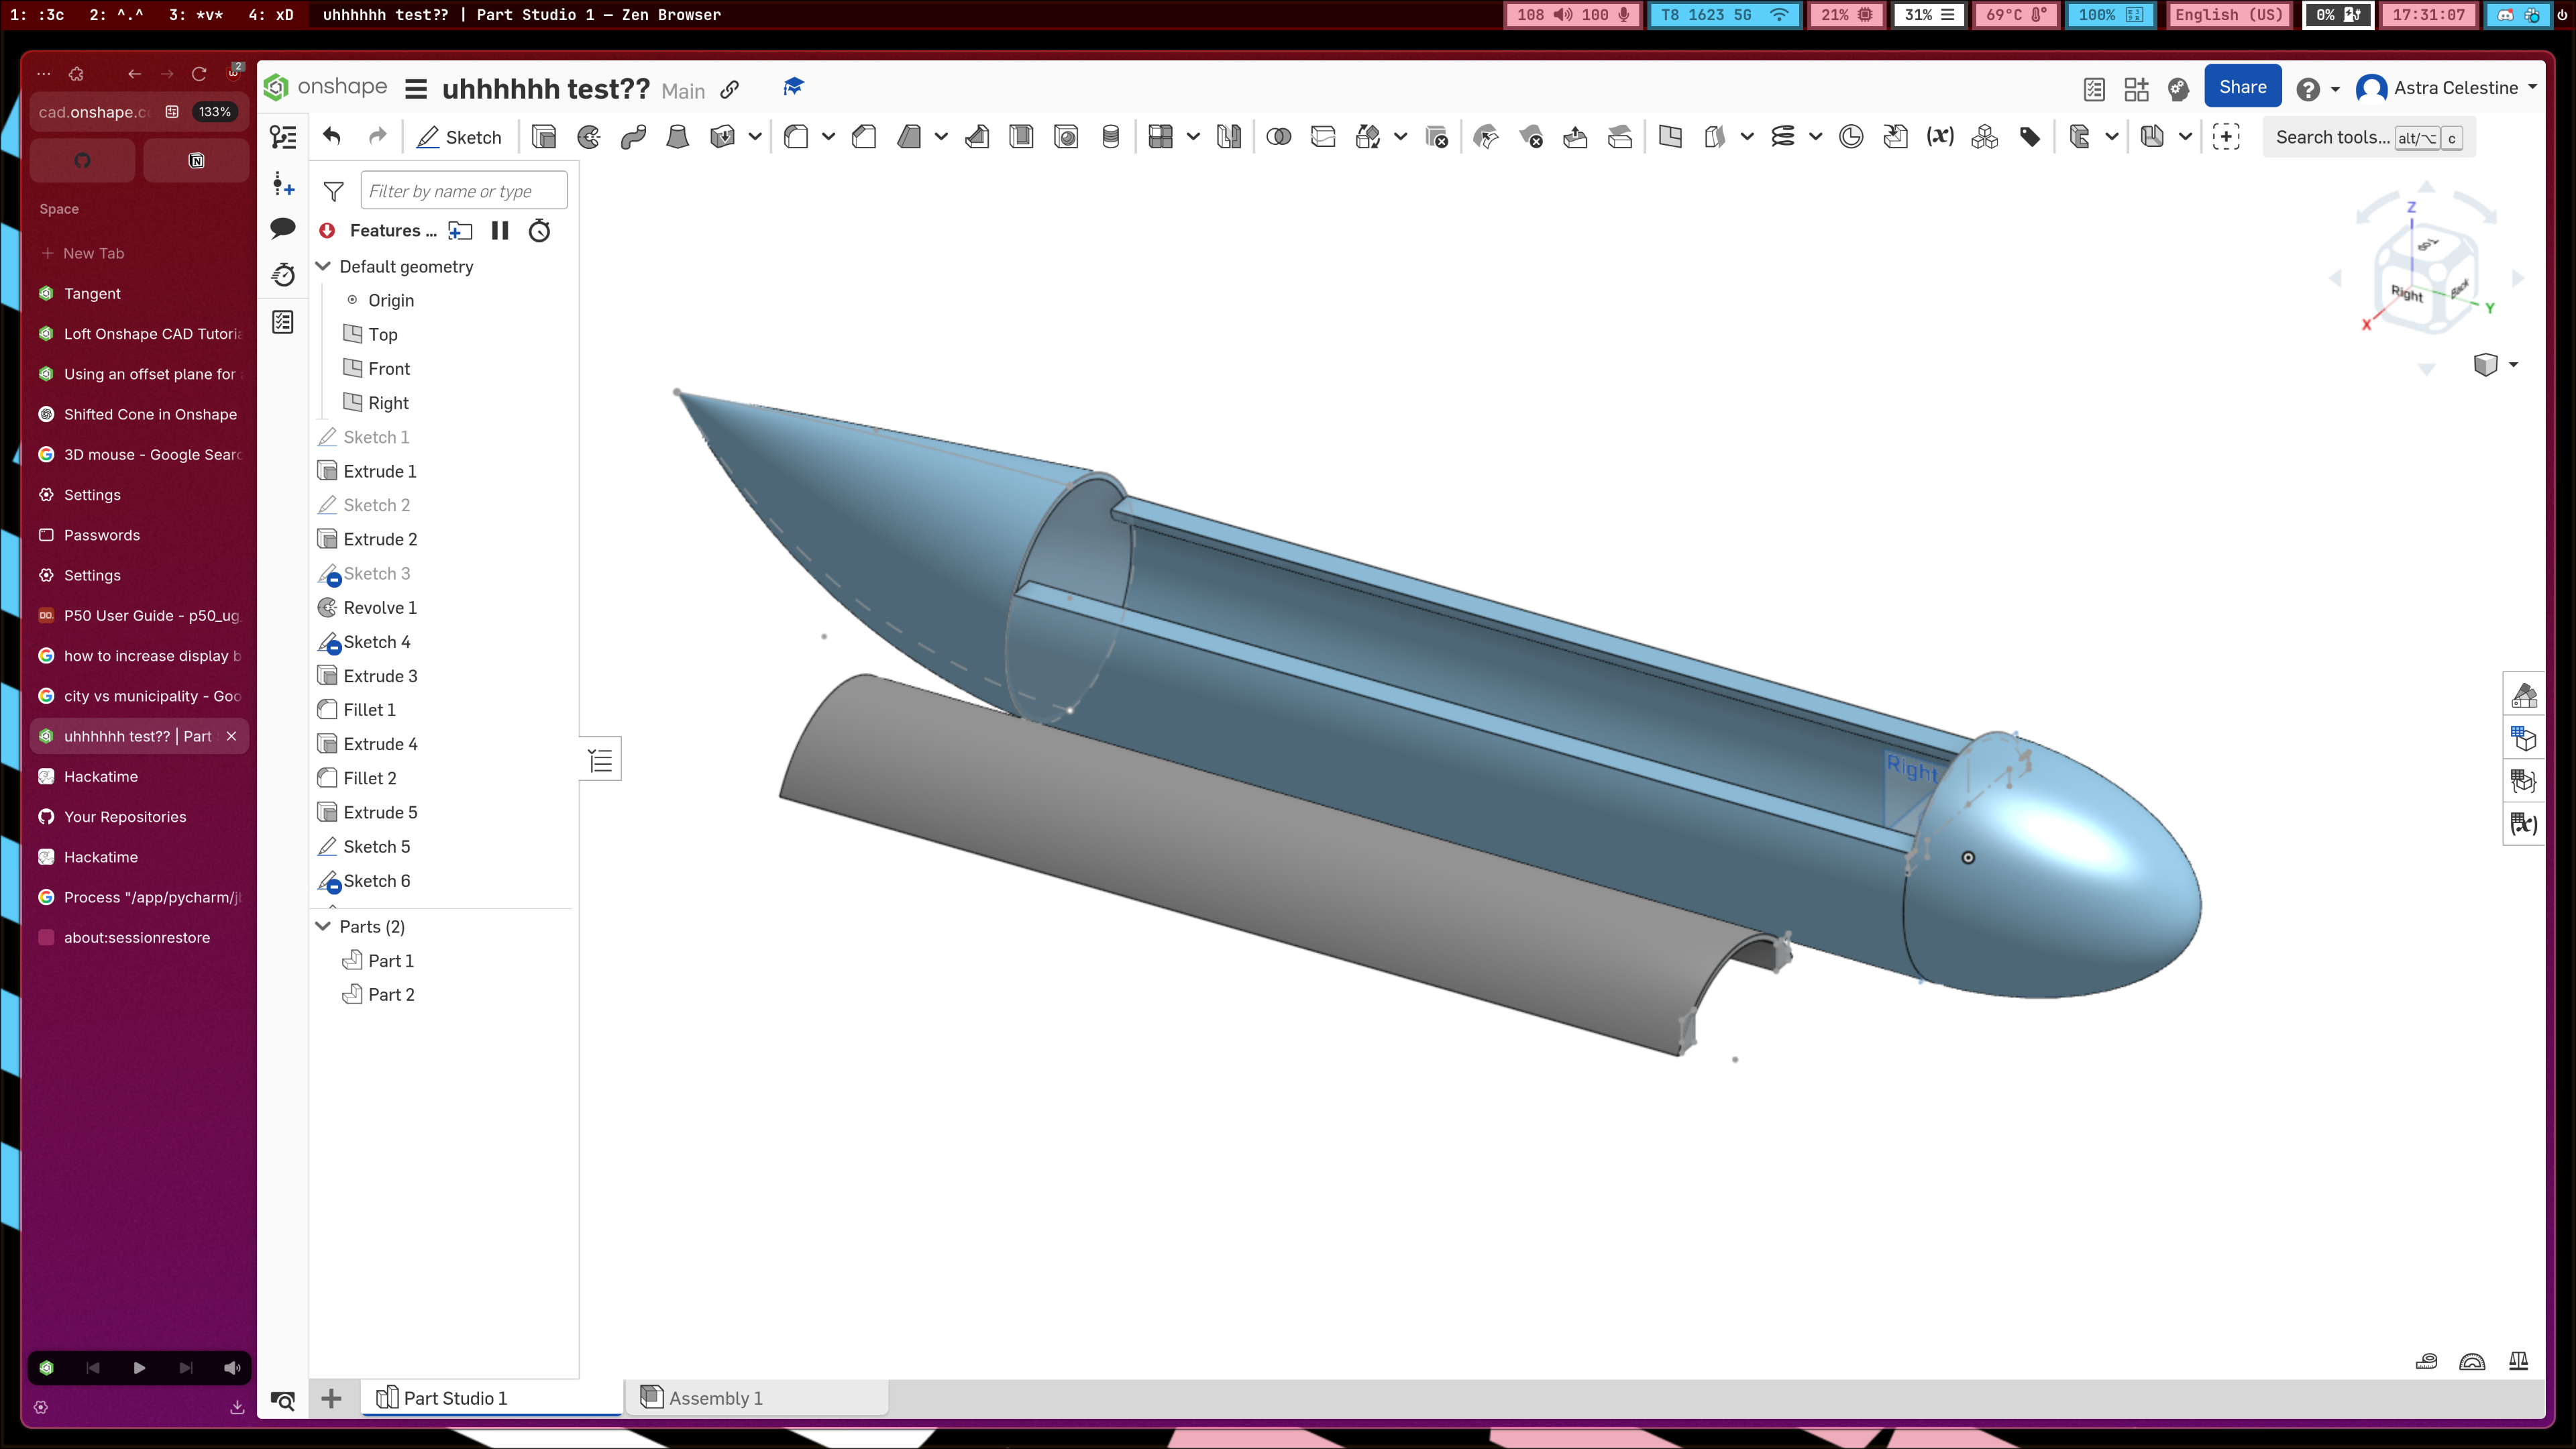 1: :3c 2: ^.^ 3: *v* 4: xD uhhhhhh test?? | Part Studio 1 — Zen Browser 108 100 T8 1623 5G 21% 31% 69°C 100% English (US) 0% 17:31:07
2
cad.onshape.c 133%
Space
New Tab
Tangent
Loft Onshape CAD Tutoria
Using an offset plane for
Shifted Cone in Onshape
3D mouse - Google Searc
Settings
Passwords
Settings
P50 User Guide - p50_ug
how to increase display b
city vs municipality - Goo
uhhhhhh test?? | Part
Hackatime
Your Repositories
Hackatime
Process "/app/pycharm/j
about:sessionrestore
onshape uhhhhhh test?? Main Share Astra Celestine
Sketch (x) Search tools... alt/⌥ c
Filter by name or type
Features ...
Default geometry
Origin
Top
Front
Right
Sketch 1
Extrude 1
Sketch 2
Extrude 2
Sketch 3
Revolve 1
Sketch 4
Extrude 3
Fillet 1
Extrude 4
Fillet 2
Extrude 5
Sketch 5
Sketch 6
Parts (2)
Part 1
Part 2
Right
Z
Top
Right Back
X Y
Part Studio 1 Assembly 1